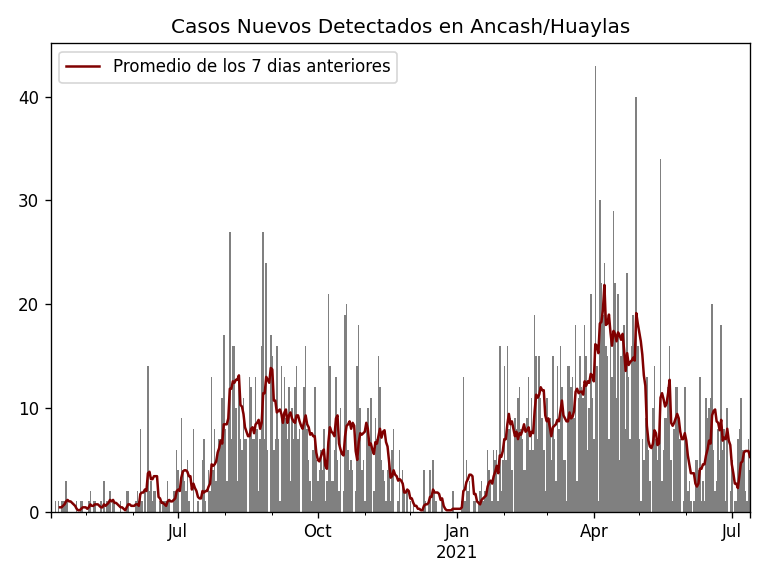 Casos Nuevos Detectados en Ancash/Huaylas
Promedio de los 7 dias anteriores
40
30
20
10
0
Jul
Oct
Jan
2021
Apr
Jul